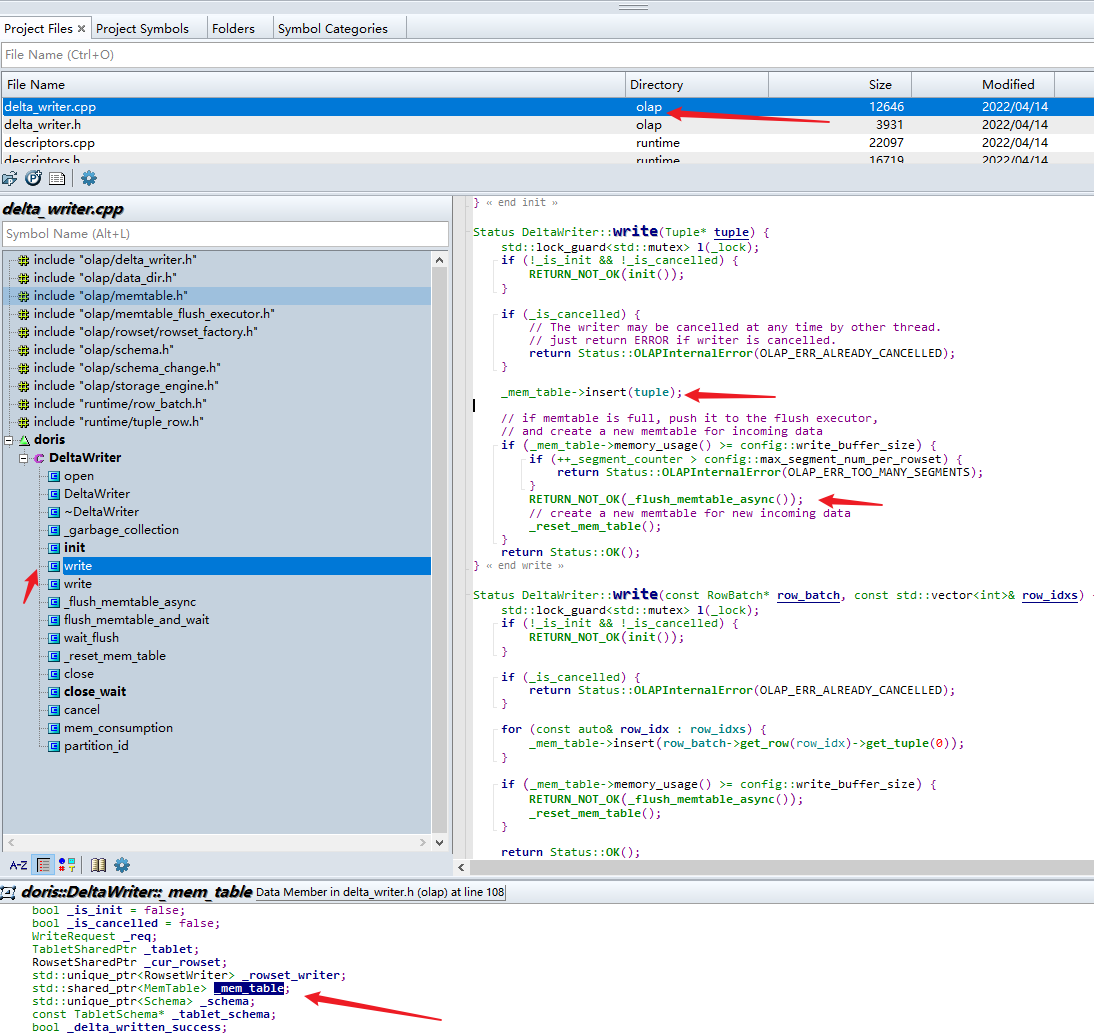 Project Files × Project Symbols Folders Symbol Categories
File Name (Ctrl+O)
File Name Directory Size Modified
delta_writer.cpp olap 12646 2022/04/14
delta_writer.h olap 3931 2022/04/14
descriptors.cpp runtime 22097 2022/04/14
descriptors.h runtime 16719 2022/04/14
delta_writer.cpp
Symbol Name (Alt+L)
include "olap/delta_writer.h"
include "olap/data_dir.h"
include "olap/memtable.h"
include "olap/memtable_flush_executor.h"
include "olap/rowset/rowset_factory.h"
include "olap/schema.h"
include "olap/schema_change.h"
include "olap/storage_engine.h"
include "runtime/row_batch.h"
include "runtime/tuple_row.h"
doris
DeltaWriter
open
DeltaWriter
~DeltaWriter
_garbage_collection
init
write
write
_flush_memtable_async
flush_memtable_and_wait
wait_flush
_reset_mem_table
close
close_wait
cancel
mem_consumption
partition_id
A-Z
} « end init »
Status DeltaWriter::write(Tuple* tuple) {
std::lock_guard<std::mutex> l(_lock);
if (!_is_init && !_is_cancelled) {
RETURN_NOT_OK(init());
}
if (_is_cancelled) {
// The writer may be cancelled at any time by other thread.
// just return ERROR if writer is cancelled.
return Status::OLAPInternalError(OLAP_ERR_ALREADY_CANCELLED);
}
_mem_table->insert(tuple);
// if memtable is full, push it to the flush executor,
// and create a new memtable for incoming data
if (_mem_table->memory_usage() >= config::write_buffer_size) {
if (++_segment_counter > config::max_segment_num_per_rowset) {
return Status::OLAPInternalError(OLAP_ERR_TOO_MANY_SEGMENTS);
}
RETURN_NOT_OK(_flush_memtable_async());
// create a new memtable for new incoming data
_reset_mem_table();
}
return Status::OK();
} « end write »
Status DeltaWriter::write(const RowBatch* row_batch, const std::vector<int>& row_idxs) {
std::lock_guard<std::mutex> l(_lock);
if (!_is_init && !_is_cancelled) {
RETURN_NOT_OK(init());
}
if (_is_cancelled) {
return Status::OLAPInternalError(OLAP_ERR_ALREADY_CANCELLED);
}
for (const auto& row_idx : row_idxs) {
_mem_table->insert(row_batch->get_row(row_idx)->get_tuple(0));
}
if (_mem_table->memory_usage() >= config::write_buffer_size) {
RETURN_NOT_OK(_flush_memtable_async());
_reset_mem_table();
}
return Status::OK();
doris::DeltaWriter::_mem_table Data Member in delta_writer.h (olap) at line 108
bool _is_init = false;
bool _is_cancelled = false;
WriteRequest _req;
TabletSharedPtr _tablet;
RowsetSharedPtr _cur_rowset;
std::unique_ptr<RowsetWriter> _rowset_writer;
std::shared_ptr<MemTable> _mem_table;
std::unique_ptr<Schema> _schema;
const TabletSchema* _tablet_schema;
bool _delta_written_success;